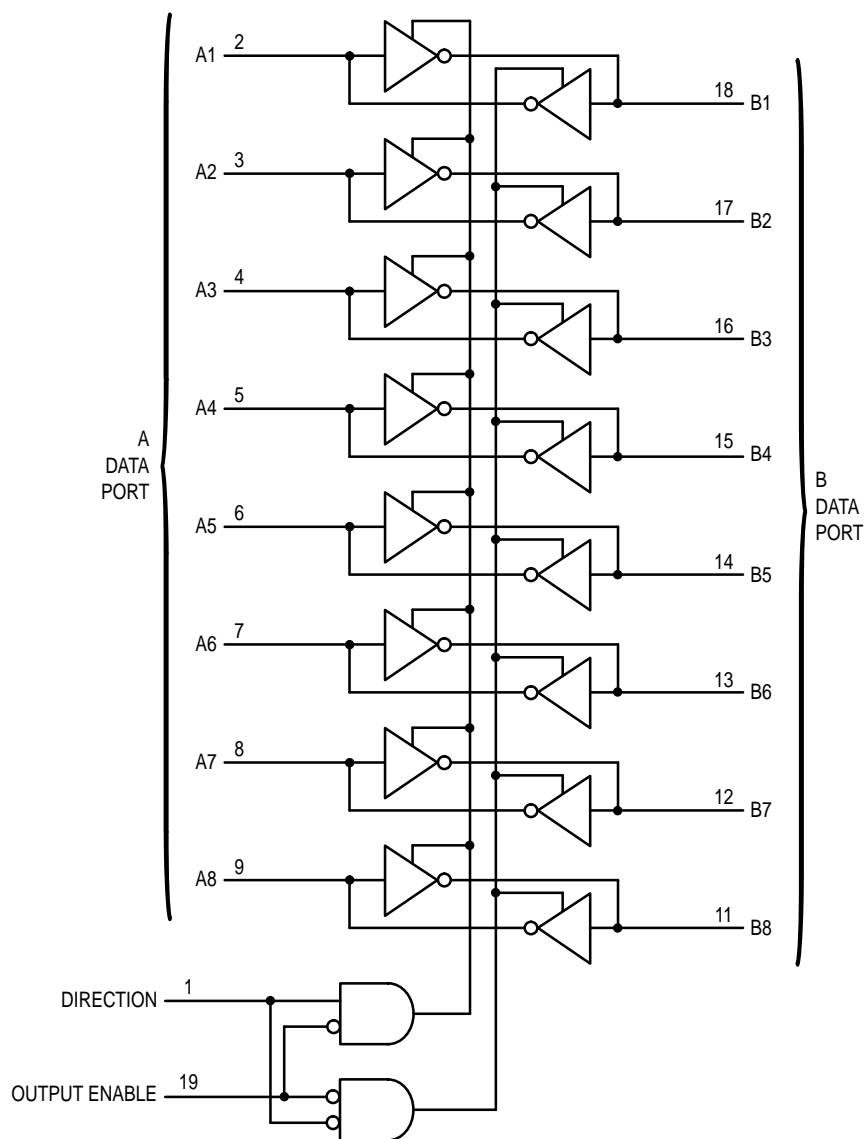 A1 2
18 B1
A2 3
17 B2
A3 4
16 B3
A4 5
15 B4
A
DATA
PORT
B
DATA
PORT
A5 6
14 B5
A6 7
13 B6
A7 8
12 B7
A8 9
11 B8
DIRECTION 1
OUTPUT ENABLE 19